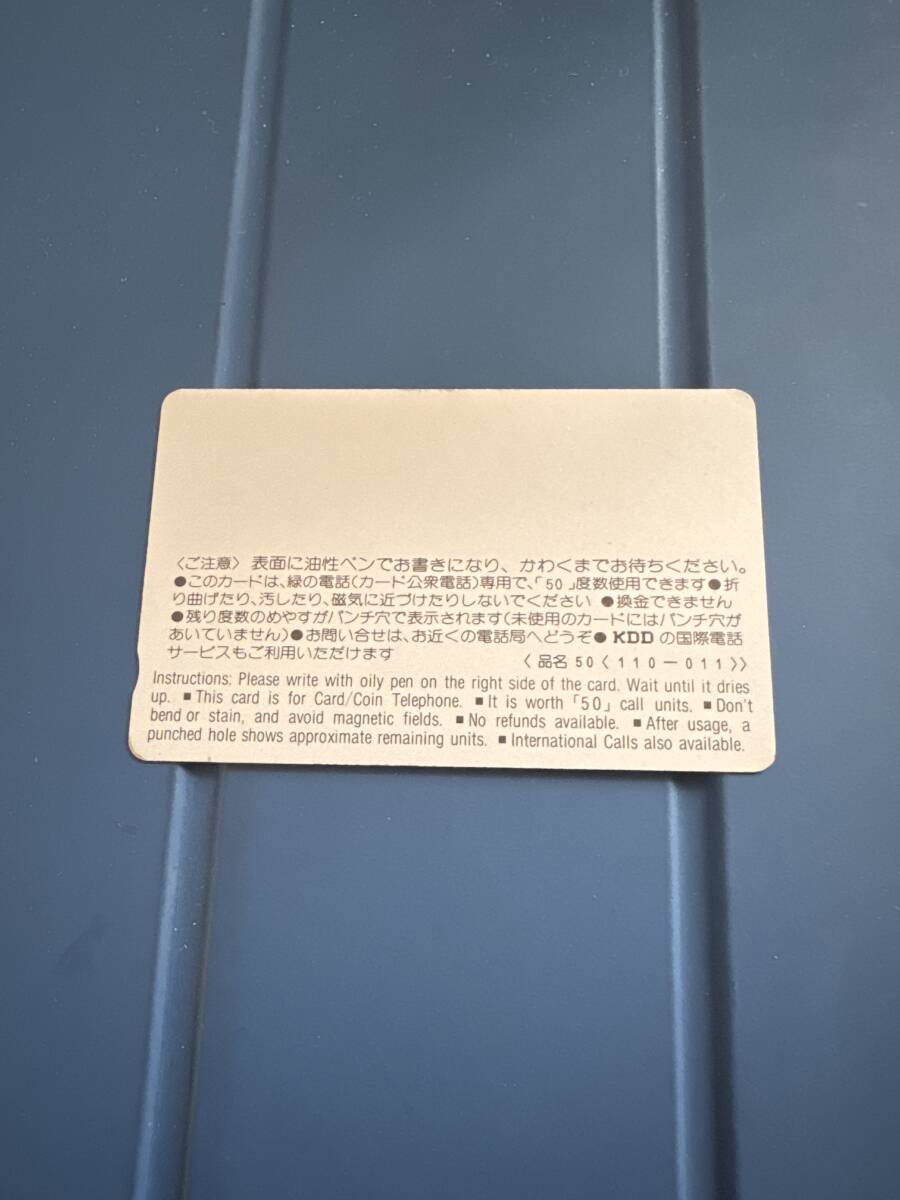 〈ご注意〉表面に油性ペンでお書きになり、かわくまでお待ちください。
●このカードは、緑の電話(カード公衆電話)専用で、「50」度数使用できます●折
り曲げたり、汚したり、磁気に近づけたりしないでください ●換金できません
●残り度数のめやすがパンチ穴で表示されます(未使用のカードにはパンチ穴が
あいていません)●お問い合せは、お近くの電話局へどうぞ● KDD の国際電話
サービスもご利用いただけます 〈品名50〈110−011〉〉
Instructions: Please write with oily pen on the right side of the card. Wait until it dries
up. ■ This card is for Card/Coin Telephone. ■ It is worth「50」call units. ■ Don't
bend or stain, and avoid magnetic fields. ■ No refunds available. ■ After usage, a
punched hole shows approximate remaining units. ■ International Calls also available.